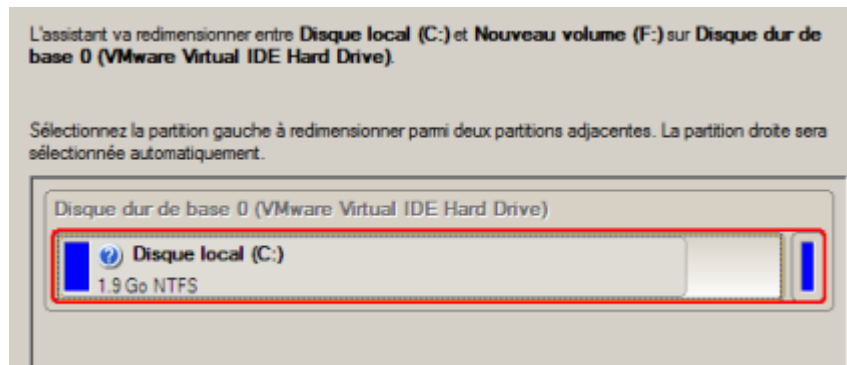 L'assistant va redimensionner entre Disque local (C:) et Nouveau volume (F:) sur Disque dur de
base 0 (VMware Virtual IDE Hard Drive).
Sélectionnez la partition gauche à redimensionner parmi deux partitions adjacentes. La partition droite sera
sélectionnée automatiquement.
Disque dur de base 0 (VMware Virtual IDE Hard Drive)
Disque local (C:)
1.9 Go NTFS